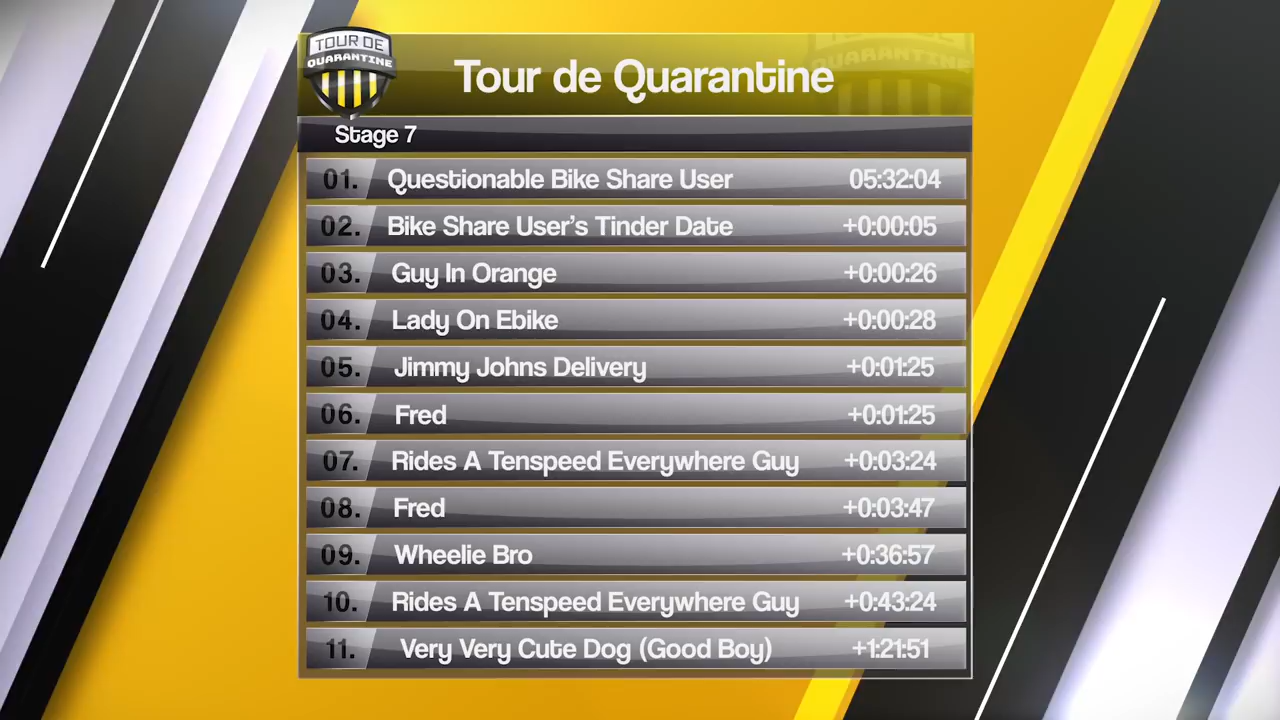 TOUR DE
QUARANTINE
Tour de Quarantine
QUARANTINE
Stage 7
01. Questionable Bike Share User 05:32:04
02. Bike Share User's Tinder Date +0:00:05
03. Guy In Orange +0:00:26
04. Lady On Ebike +0:00:28
05. Jimmy Johns Delivery +0:01:25
06. Fred +0:01:25
07. Rides A Tenspeed Everywhere Guy +0:03:24
08. Fred +0:03:47
09. Wheelie Bro +0:36:57
10. Rides A Tenspeed Everywhere Guy +0:43:24
11. Very Very Cute Dog (Good Boy) +1:21:51